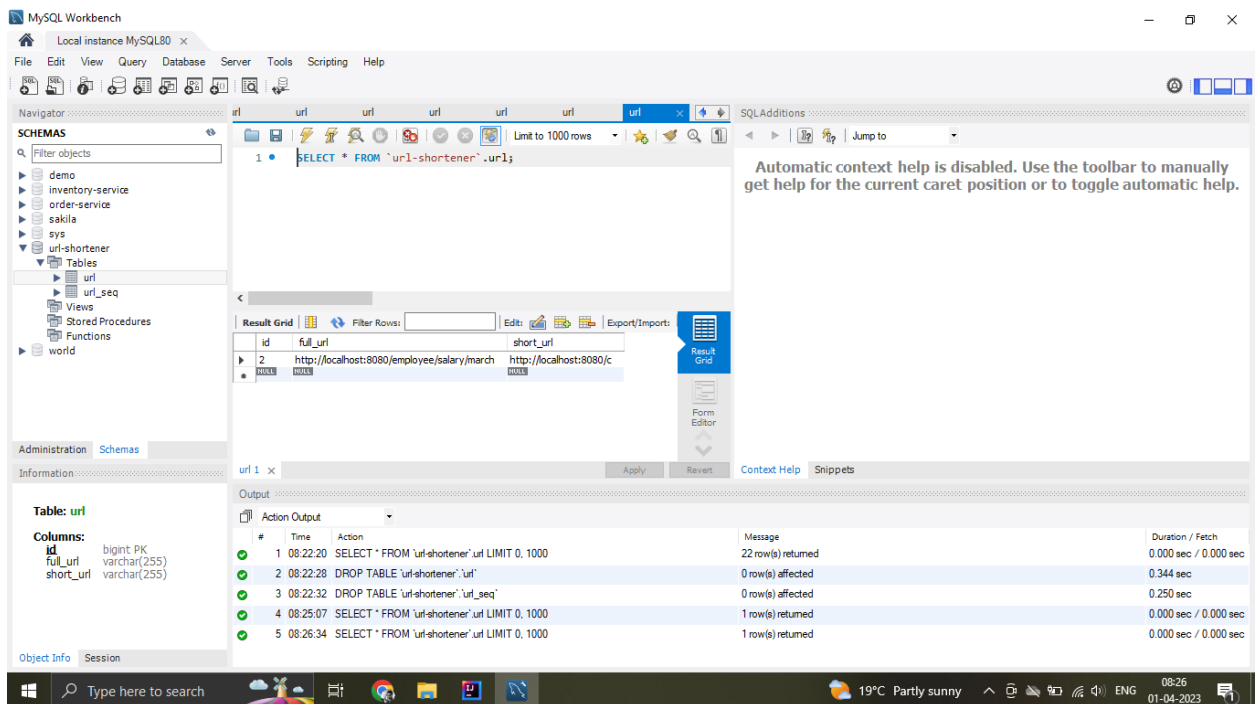 MySQL Workbench
Local instance MySQL80
File Edit View Query Database Server Tools Scripting Help
Navigator
SCHEMAS
Filter objects
demo
inventory-service
order-service
sakila
sys
url-shortener
Tables
url
url_seq
Views
Stored Procedures
Functions
world
Administration Schemas
Information
Table: url
Columns:
id bigint PK
full_url varchar(255)
short_url varchar(255)
Object Info Session
url url url url url url
Limit to 1000 rows
1 SELECT * FROM `url-shortener`.url;
Result Grid Filter Rows: Edit: Export/Import:
id full_url short_url
2 http://localhost:8080/employee/salary/march http://localhost:8080/c
NULL NULL NULL
Result Grid
Form Editor
url 1 Apply Revert
SQLAdditions
Jump to
Automatic context help is disabled. Use the toolbar to manually
get help for the current caret position or to toggle automatic help.
Context Help Snippets
Output
Action Output
# Time Action Message Duration / Fetch
1 08:22:20 SELECT * FROM `url-shortener`.url LIMIT 0, 1000 22 row(s) returned 0.000 sec / 0.000 sec
2 08:22:28 DROP TABLE `url-shortener`.`url` 0 row(s) affected 0.344 sec
3 08:22:32 DROP TABLE `url-shortener`.`url_seq` 0 row(s) affected 0.250 sec
4 08:25:07 SELECT * FROM `url-shortener`.url LIMIT 0, 1000 1 row(s) returned 0.000 sec / 0.000 sec
5 08:26:34 SELECT * FROM `url-shortener`.url LIMIT 0, 1000 1 row(s) returned 0.000 sec / 0.000 sec
Type here to search
19°C Partly sunny
ENG
08:26
01-04-2023